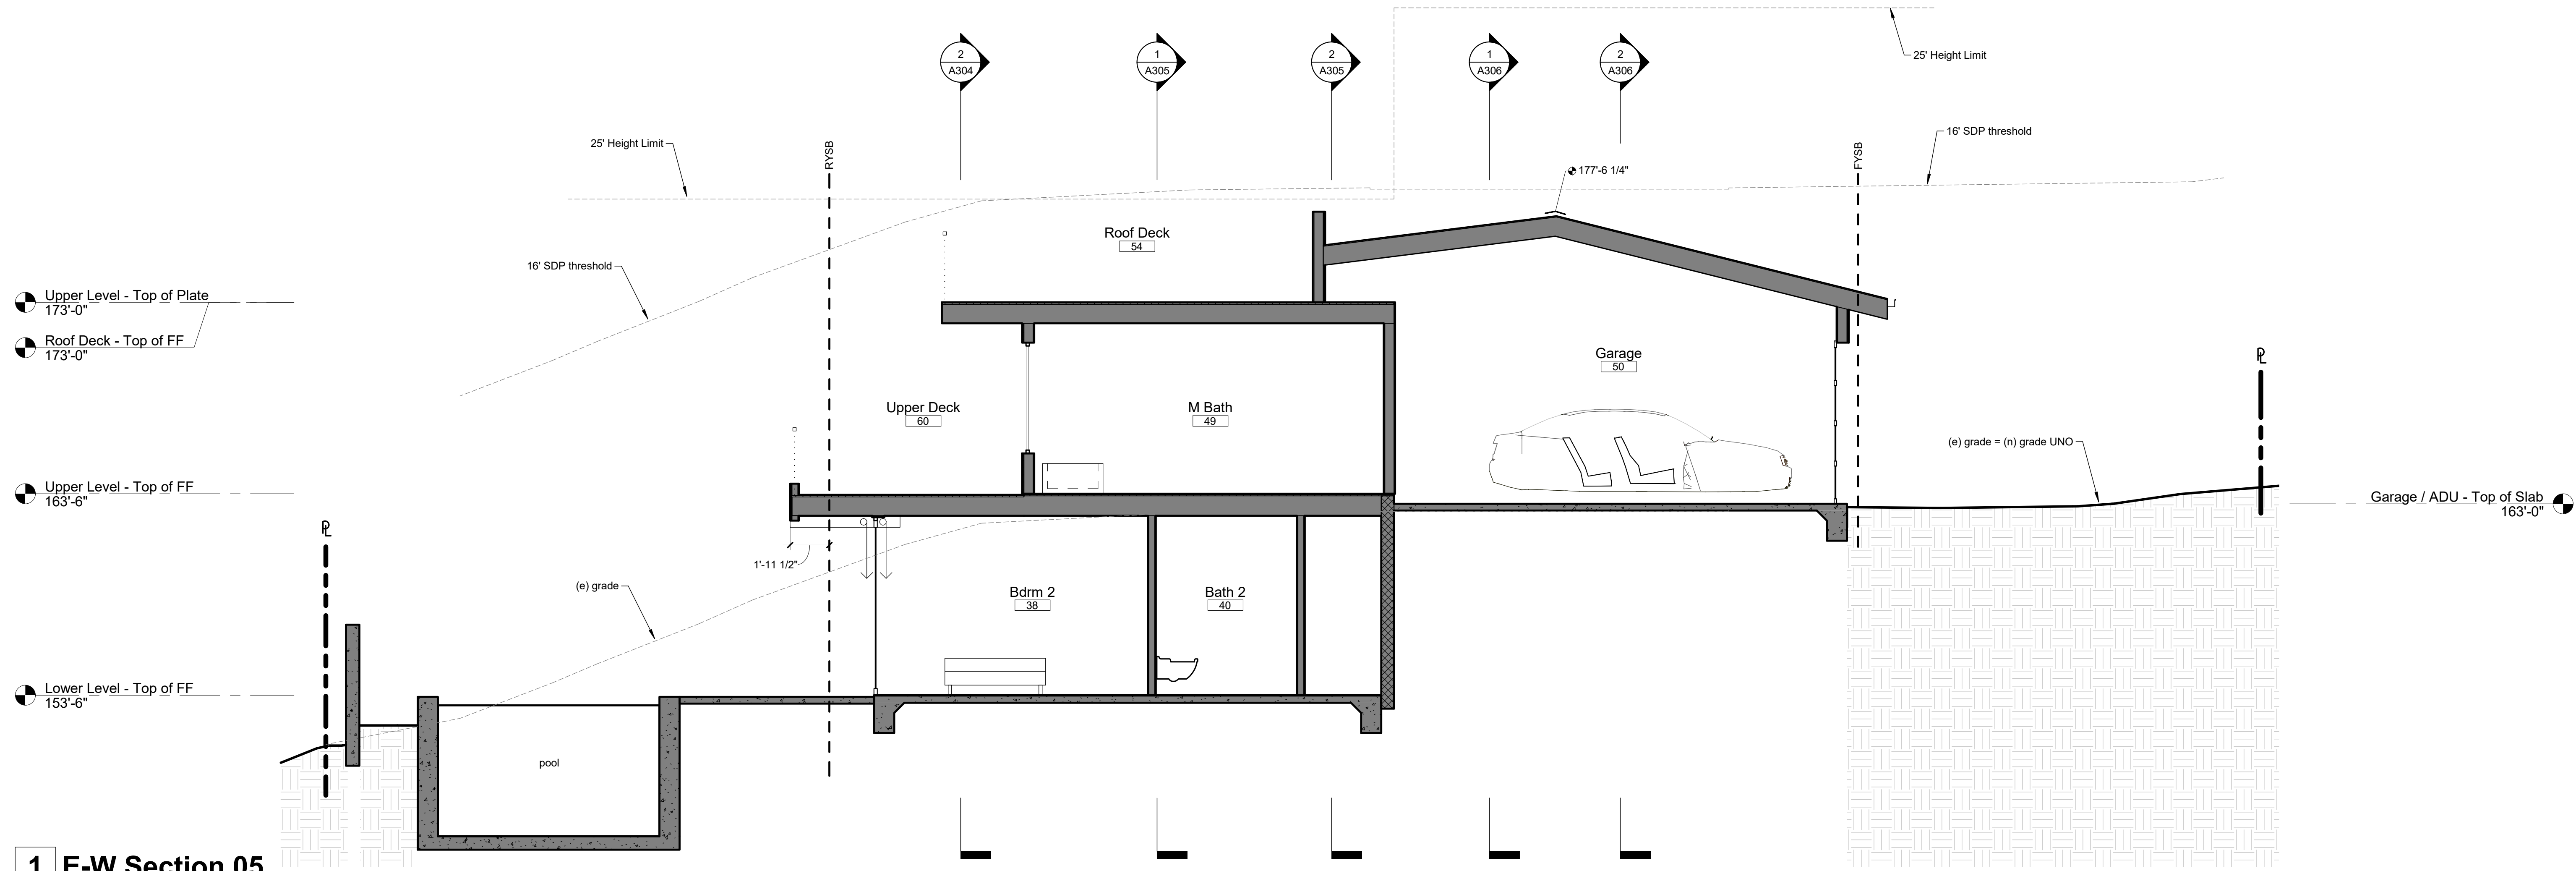 25' Height Limit
2
A304
1
A305
2
A305
1
A306
2
A306
16' SDP threshold
25' Height Limit
RYSB
FYSB
177'-6 1/4"
Roof Deck
54
16' SDP threshold
Upper Level - Top of Plate
173'-0"
Roof Deck - Top of FF
173'-0"
Garage
50
PL
Upper Deck
60
M Bath
49
(e) grade = (n) grade UNO
Upper Level - Top of FF
163'-6"
Garage / ADU - Top of Slab
163'-0"
PL
1'-11 1/2"
(e) grade
Bdrm 2
38
Bath 2
40
Lower Level - Top of FF
153'-6"
pool
1 E-W Section 05